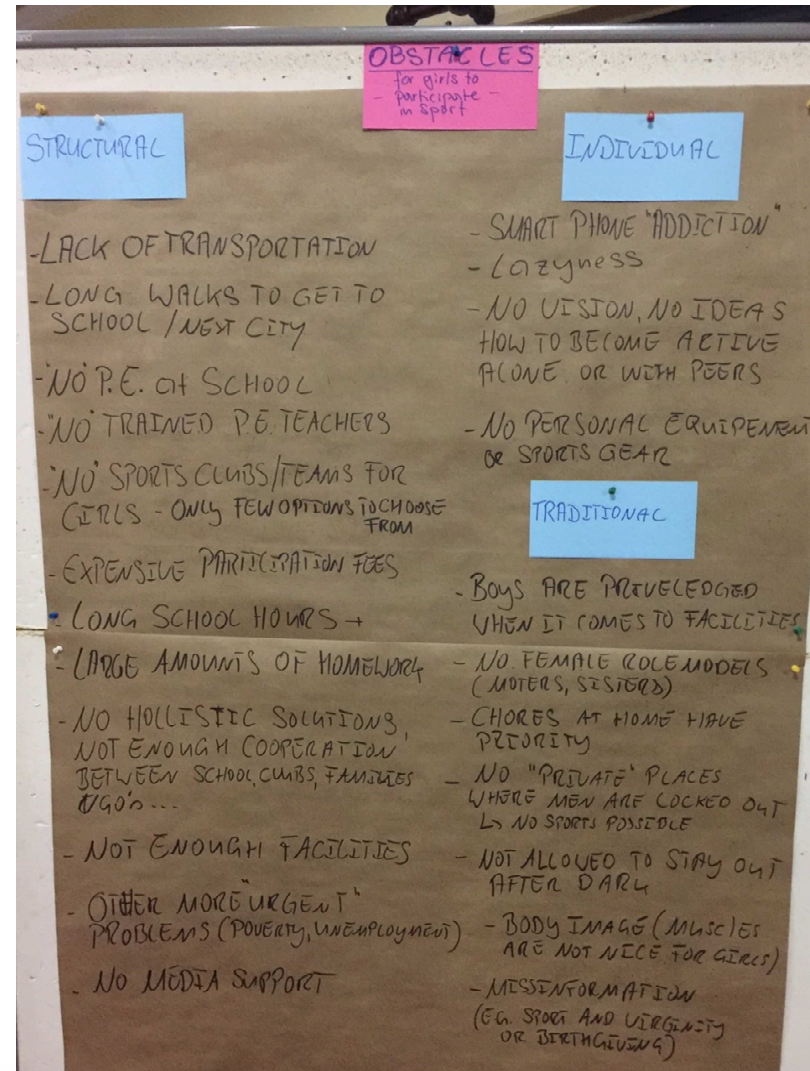 OBSTACLES
for girls to
- participate -
in Sport
STRUCTURAL
- LACK OF TRANSPORTATION
- LONG WALKS TO GET TO
SCHOOL / NEXT CITY
- "NO" P.E. at SCHOOL
- "NO" TRAINED P.E. TEACHERS
- "NO" SPORTS CLUBS/TEAMS FOR
GIRLS - ONLY FEW OPTIONS TO CHOOSE
FROM
- EXPENSIVE PARTICIPATION FEES
- LONG SCHOOL HOURS →
- LARGE AMOUNTS OF HOMEWORK
- NO HOLLISTIC SOLUTIONS,
NOT ENOUGH COOPERATION
BETWEEN SCHOOL, CLUBS, FAMILIES
NGO's ...
- NOT ENOUGH FACILITIES
- OTHER MORE "URGENT"
PROBLEMS (POVERTY, UNEMPLOYMENT)
- NO MEDIA SUPPORT
INDIVIDUAL
- SMART PHONE "ADDICTION"
- Lazyness
- NO VISION, NO IDEAS
HOW TO BECOME ACTIVE
ALONE OR WITH PEERS
- NO PERSONAL EQUIPEMENT
OR SPORTS GEAR
TRADITIONAL
- BOYS ARE PRIVELEDGED
WHEN IT COMES TO FACILITIES
- NO FEMALE ROLE MODELS
(MOTERS, SISTERS)
- CHORES AT HOME HAVE
PRIORITY
- NO "PRIVATE" PLACES
WHERE MEN ARE LOCKED OUT
↳ NO SPORTS POSSIBLE
- NOT ALLOWED TO STAY OUT
AFTER DARK
- BODY IMAGE (MUSCLES
ARE NOT NICE FOR GIRLS)
- MISSINFORMATION
(EG. SPORT AND VIRGINITY
OR BIRTHGIVING)